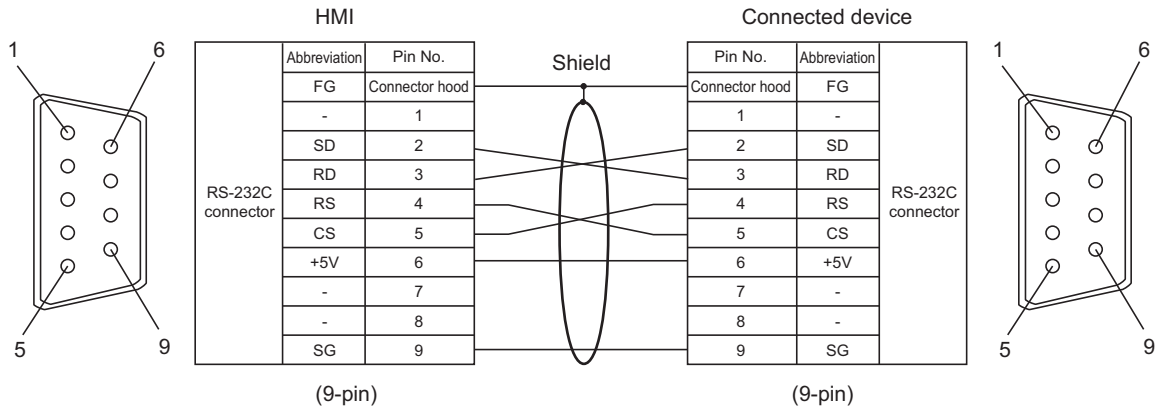 HMI
Connected device
1
6
5
9
Abbreviation Pin No.
FG Connector hood
- 1
SD 2
RD 3
RS 4
CS 5
+5V 6
- 7
- 8
SG 9
RS-232C
connector
(9-pin)
Shield
Pin No. Abbreviation
Connector hood FG
1 -
2 SD
3 RD
4 RS
5 CS
6 +5V
7 -
8 -
9 SG
RS-232C
connector
(9-pin)
1
6
5
9